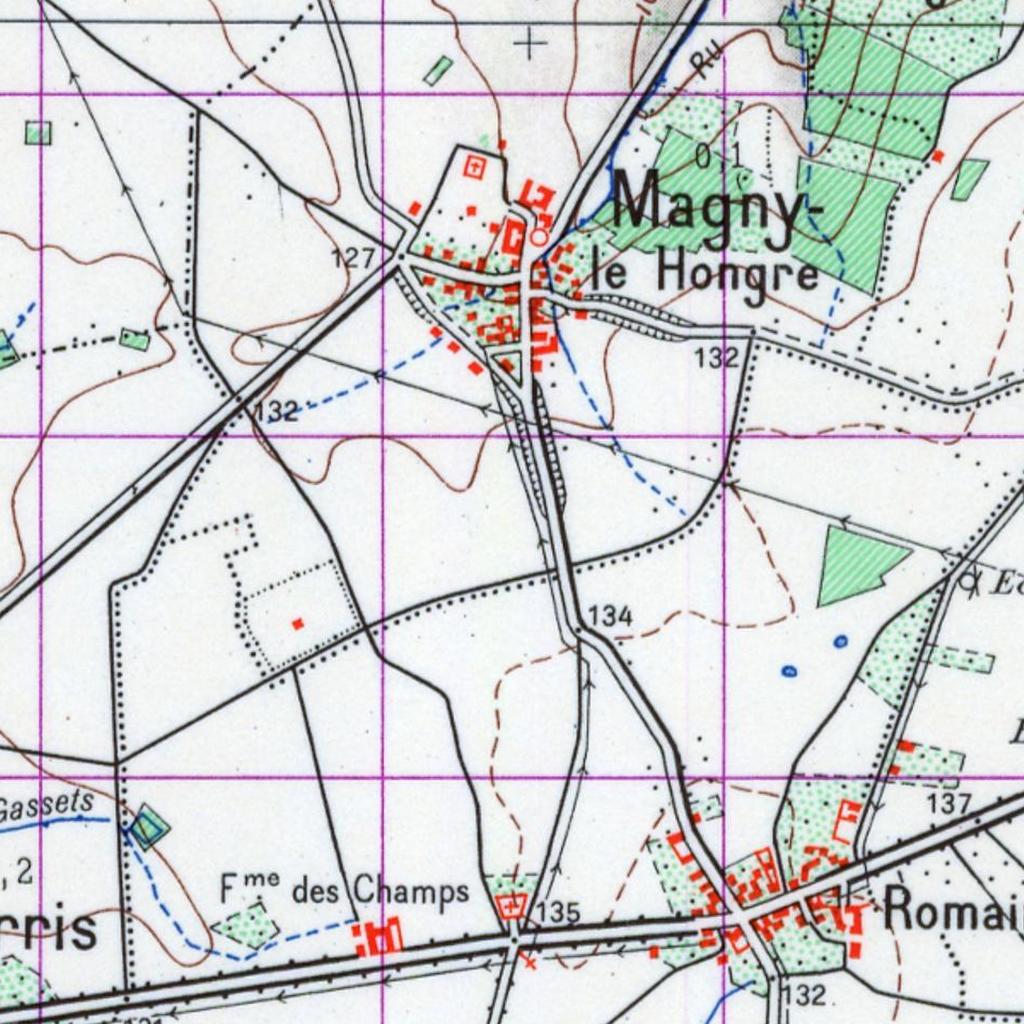 Ru
0 1
Magny-
le Hongre
127
132
132
134
Gassets
137
, 2
Fme des Champs
135
rris
Romai
132